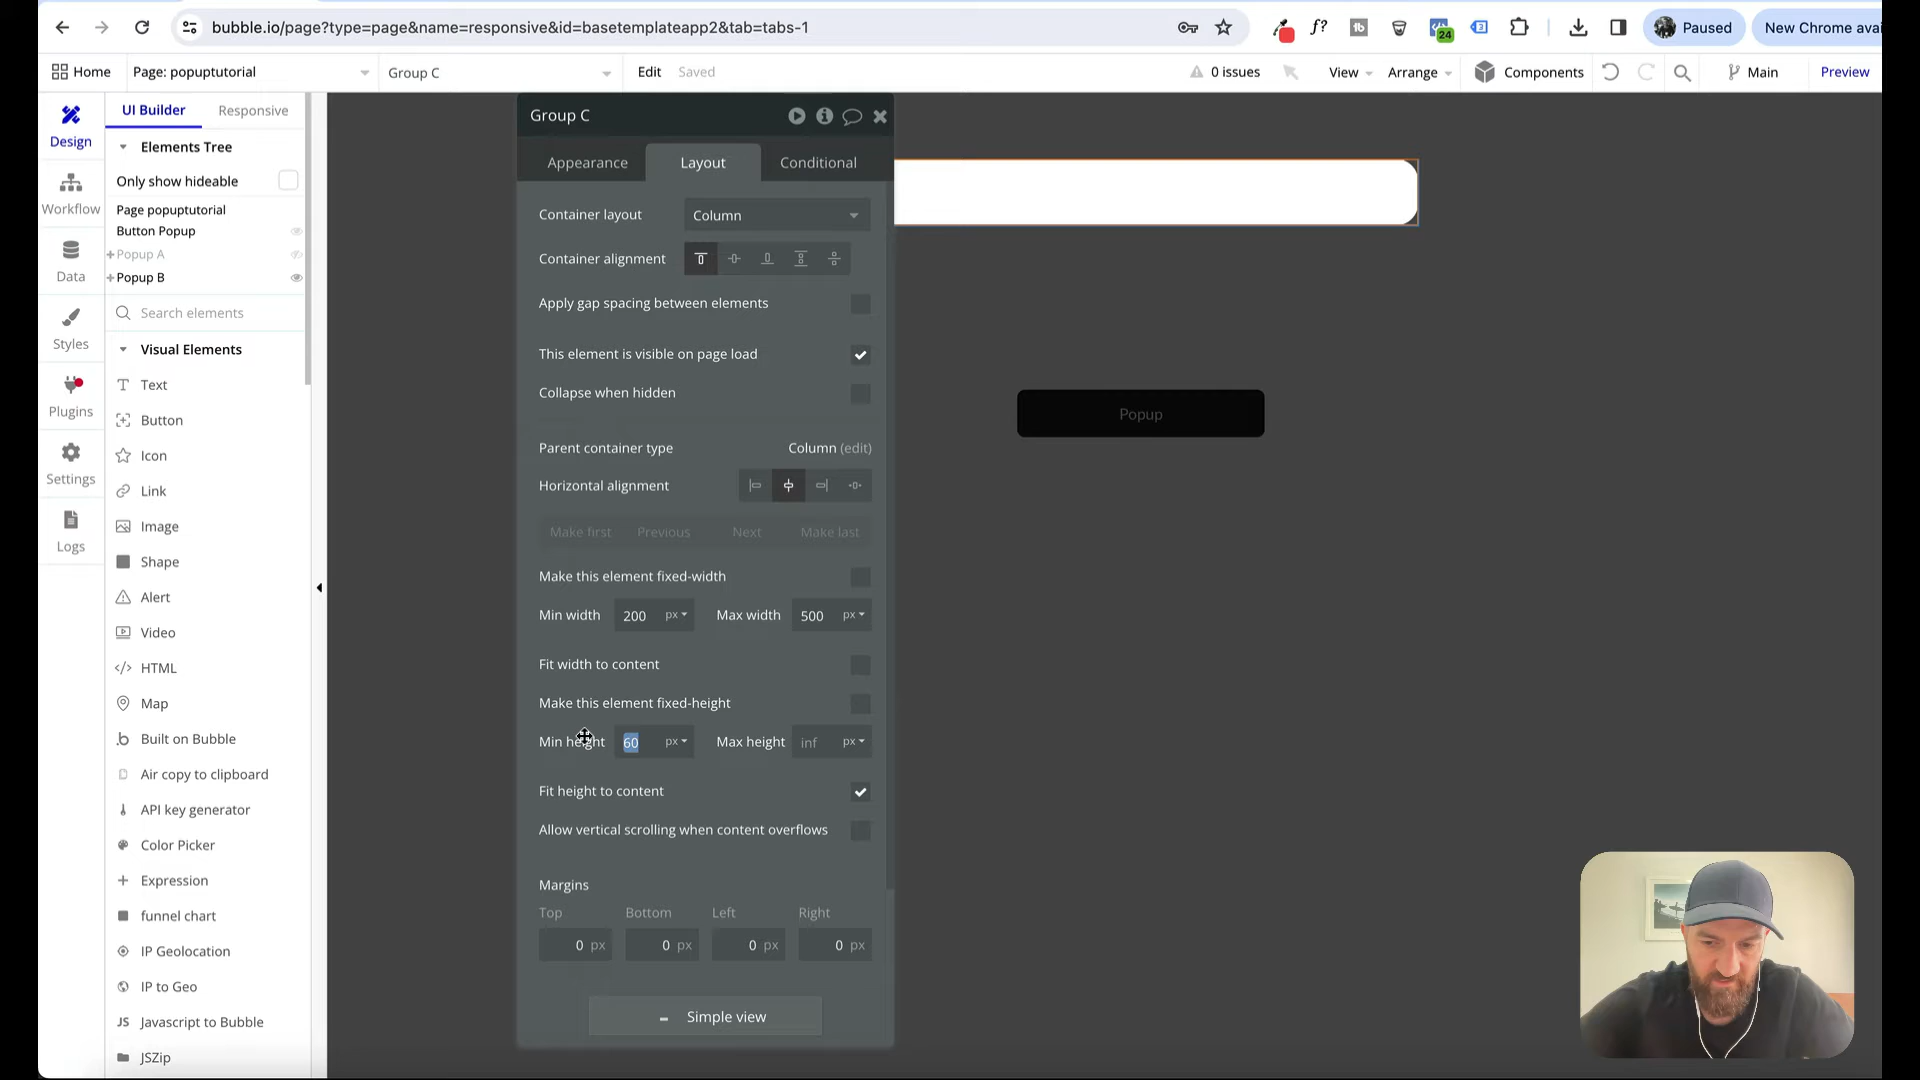 bubble.io/page?type=page&name=responsive&id=basetemplateapp2&tab=tabs-1
f?
tb
24
Paused
New Chrome avai
Home
Page: popuptutorial
Group C
Edit
Saved
0 issues
View
Arrange
Components
Main
Preview
Design
Workflow
Data
Styles
Plugins
Settings
Logs
UI Builder
Responsive
Elements Tree
Only show hideable
Page popuptutorial
Button Popup
+Popup A
+Popup B
Search elements
Visual Elements
Text
Button
Icon
Link
Image
Shape
Alert
Video
HTML
Map
Built on Bubble
Air copy to clipboard
API key generator
Color Picker
Expression
funnel chart
IP Geolocation
IP to Geo
JS Javascript to Bubble
JSZip
Group C
Appearance
Layout
Conditional
Container layout
Column
Container alignment
Apply gap spacing between elements
This element is visible on page load
Collapse when hidden
Parent container type
Column (edit)
Horizontal alignment
Make first
Previous
Next
Make last
Make this element fixed-width
Min width 200 px Max width 500 px
Fit width to content
Make this element fixed-height
Min height 60 px Max height inf px
Fit height to content
Allow vertical scrolling when content overflows
Margins
Top Bottom Left Right
0 px 0 px 0 px 0 px
Simple view
Popup